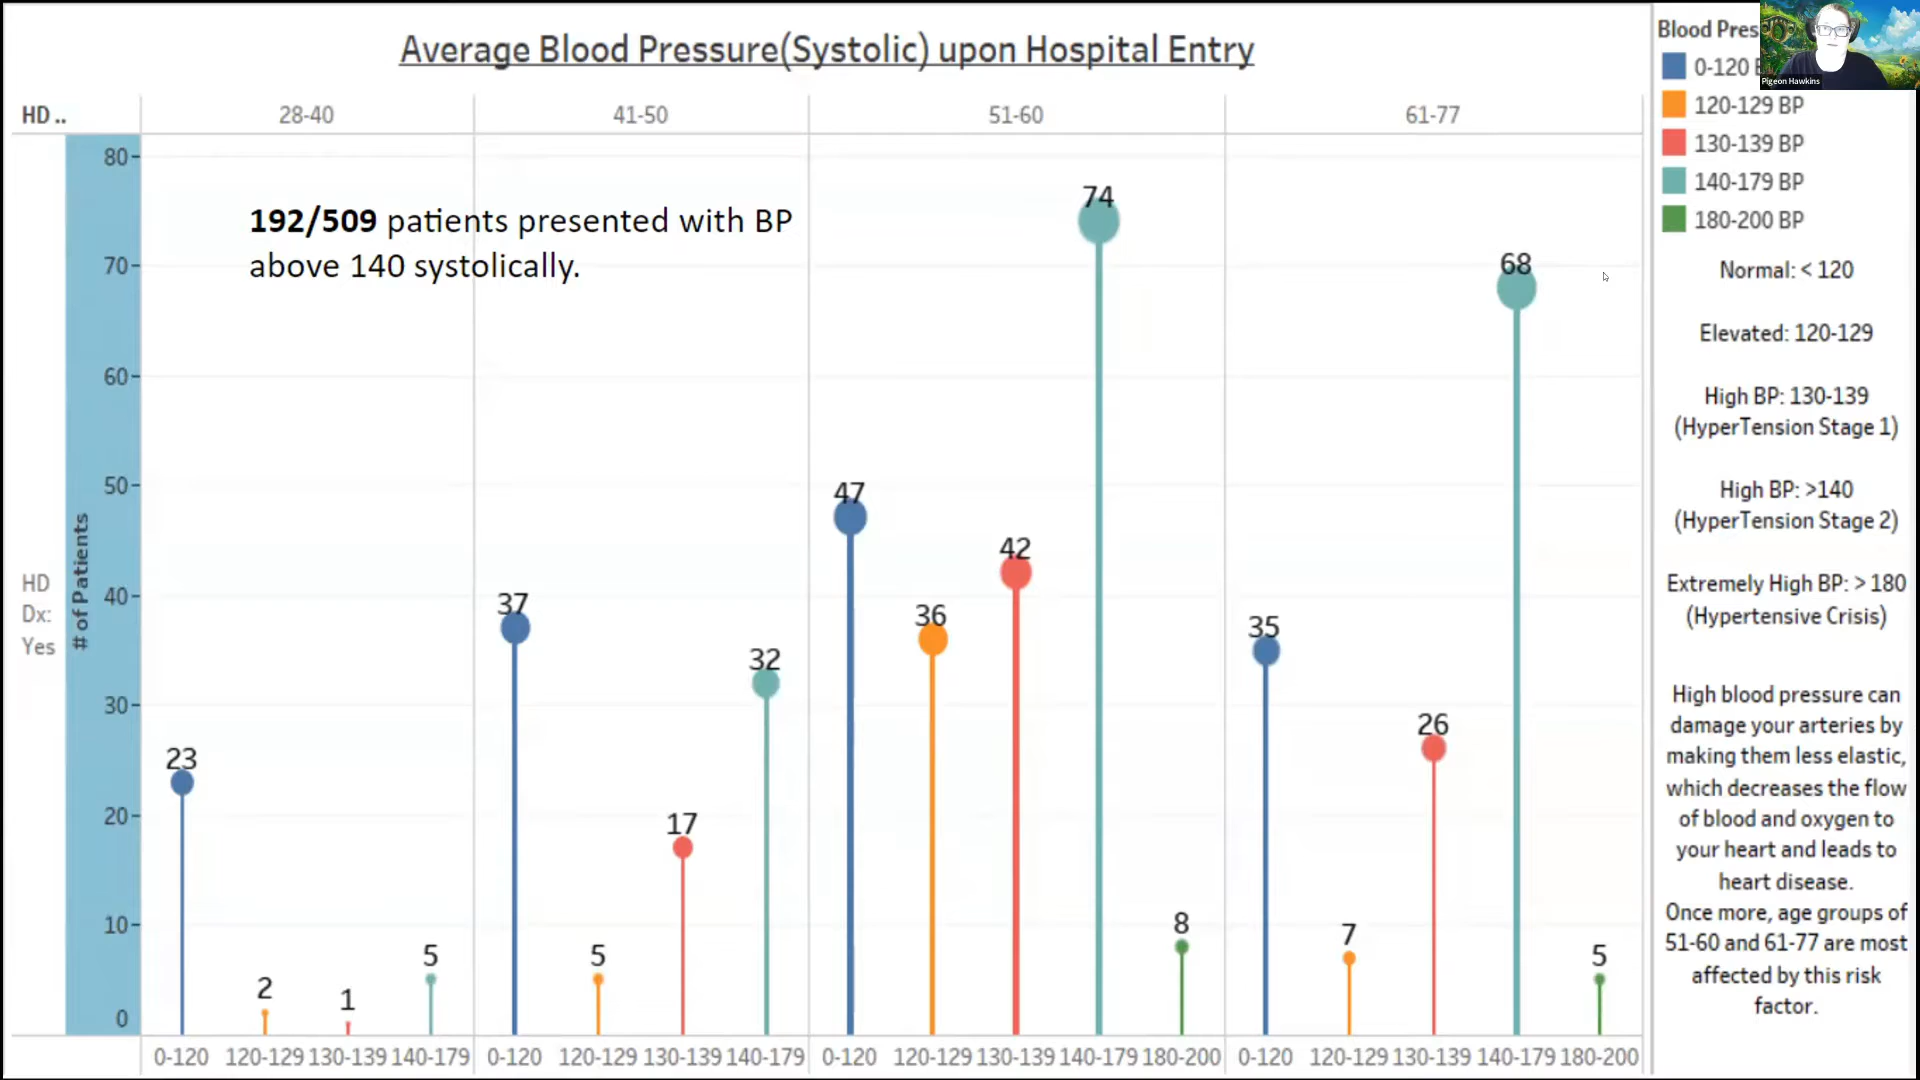 Average Blood Pressure(Systolic) upon Hospital Entry
HD ..
28-40
41-50
51-60
61-77
192/509 patients presented with BP
above 140 systolically.
80
70
60
50
40
30
20
10
0
# of Patients
HD
Dx:
Yes
23
2
1
5
37
5
17
32
47
36
42
74
8
35
7
26
68
5
0-120 120-129 130-139 140-179 0-120 120-129 130-139 140-179 0-120 120-129 130-139 140-179 180-200 0-120 120-129 130-139 140-179 180-200
Blood
0-120
120-129 BP
130-139 BP
140-179 BP
180-200 BP
Pigeon Hawkins
Normal: < 120
Elevated: 120-129
High BP: 130-139
(HyperTension Stage 1)
High BP: >140
(HyperTension Stage 2)
Extremely High BP: > 180
(Hypertensive Crisis)
High blood pressure can
damage your arteries by
making them less elastic,
which decreases the flow
of blood and oxygen to
your heart and leads to
heart disease.
Once more, age groups of
51-60 and 61-77 are most
affected by this risk
factor.